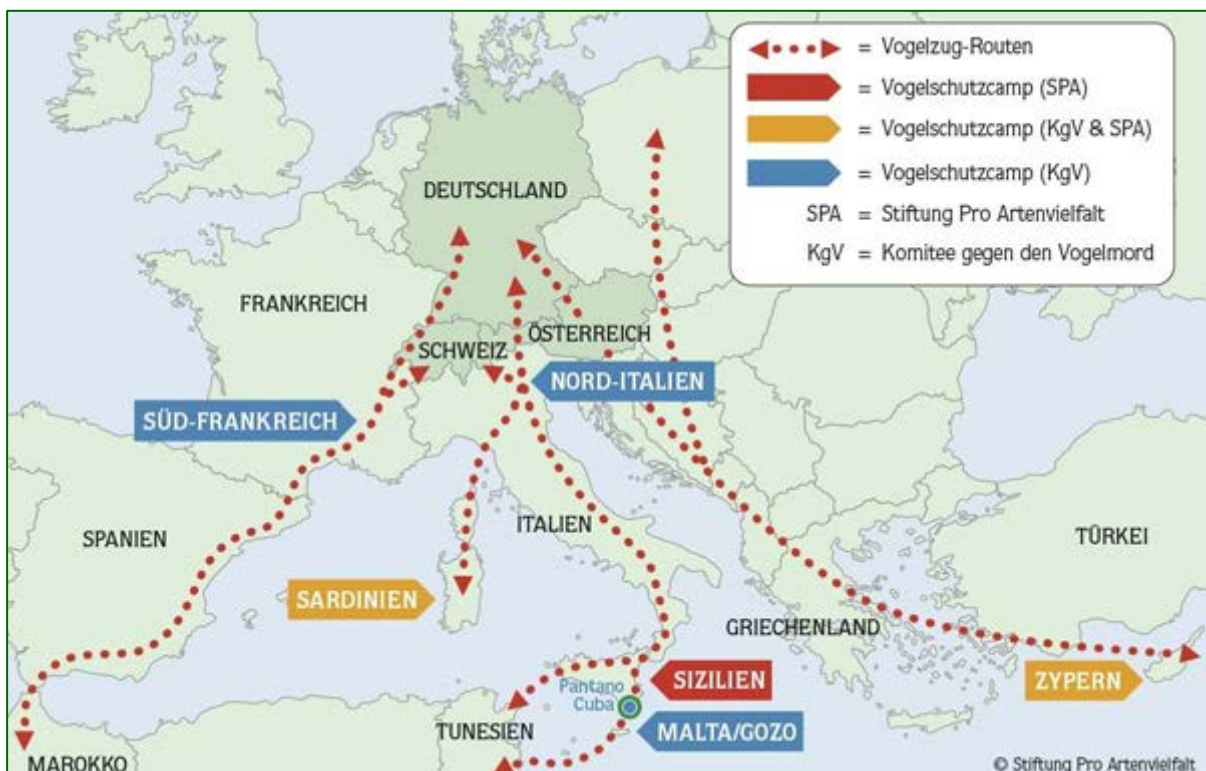 = Vogelzug-Routen
= Vogelschutzcamp (SPA)
= Vogelschutzcamp (KgV & SPA)
= Vogelschutzcamp (KgV)
SPA = Stiftung Pro Artenvielfalt
KgV = Komitee gegen den Vogelmord
DEUTSCHLAND
FRANKREICH
ÖSTERREICH
SCHWEIZ
NORD-ITALIEN
SÜD-FRANKREICH
SPANIEN
ITALIEN
TÜRKEI
SARDINIEN
GRIECHENLAND
SIZILIEN
ZYPERN
Pantano
Cuba
TUNESIEN
MALTA/GOZO
MAROKKO
© Stiftung Pro Artenvielfalt